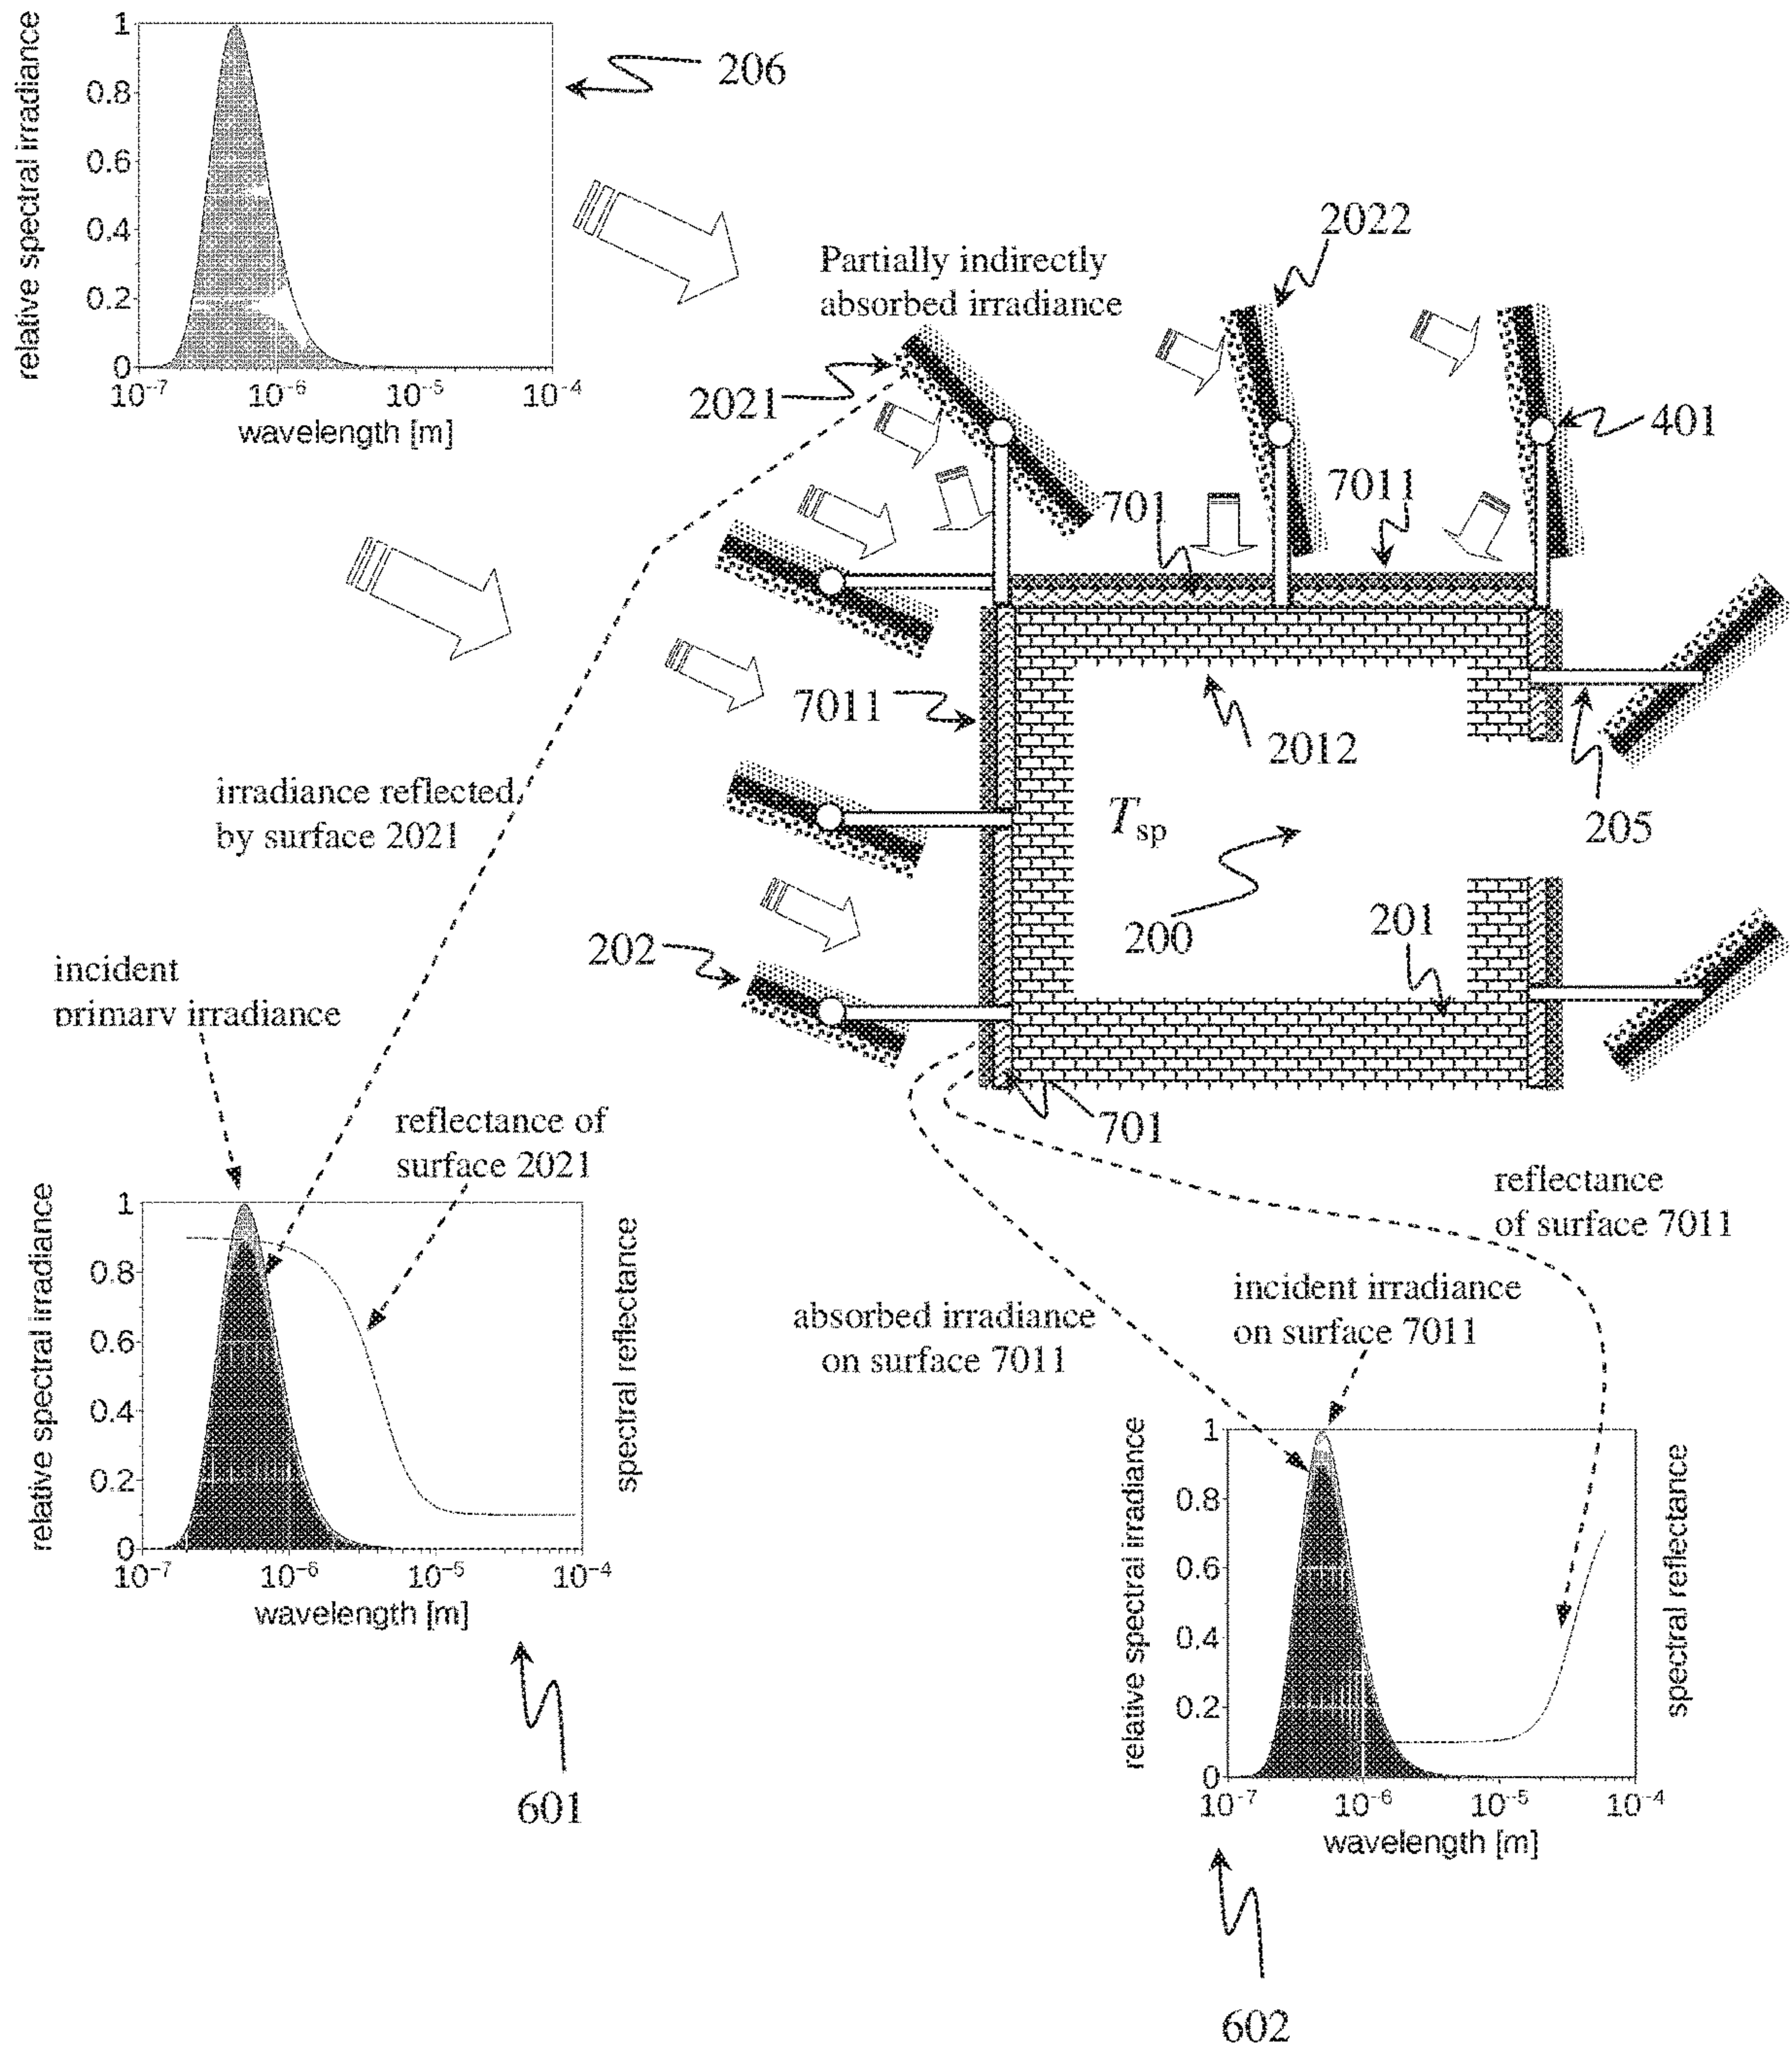 relative spectral irradiance
1
0.8
0.6
0.4
0.2
0
10⁻⁷ 10⁻⁶ 10⁻⁵ 10⁻⁴
wavelength [m]
206
Partially indirectly
absorbed irradiance
2022
2021
401
701
7011
7011
2012
T_sp
205
200
201
202
701
irradiance reflected
by surface 2021
incident
primary irradiance
reflectance of
surface 2021
relative spectral irradiance
1
0.8
0.6
0.4
0.2
0
10⁻⁷ 10⁻⁶ 10⁻⁵ 10⁻⁴
wavelength [m]
spectral reflectance
601
reflectance
of surface 7011
incident irradiance
on surface 7011
absorbed irradiance
on surface 7011
relative spectral irradiance
1
0.8
0.6
0.4
0.2
0
10⁻⁷ 10⁻⁶ 10⁻⁵ 10⁻⁴
wavelength [m]
spectral reflectance
602